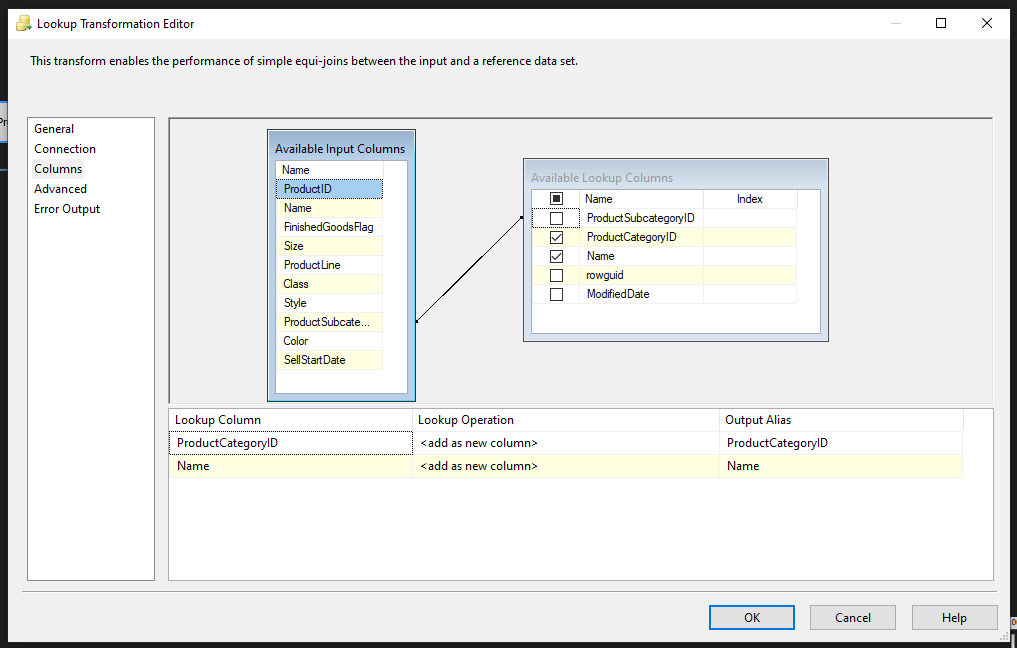 Lookup Transformation Editor
This transform enables the performance of simple equi-joins between the input and a reference data set.
General
Connection
Columns
Advanced
Error Output
Available Input Columns
Name
ProductID
Name
FinishedGoodsFlag
Size
ProductLine
Class
Style
ProductSubcate...
Color
SellStartDate
Available Lookup Columns
Name Index
ProductSubcategoryID
ProductCategoryID
Name
rowguid
ModifiedDate
Lookup Column Lookup Operation Output Alias
ProductCategoryID <add as new column> ProductCategoryID
Name <add as new column> Name
OK Cancel Help